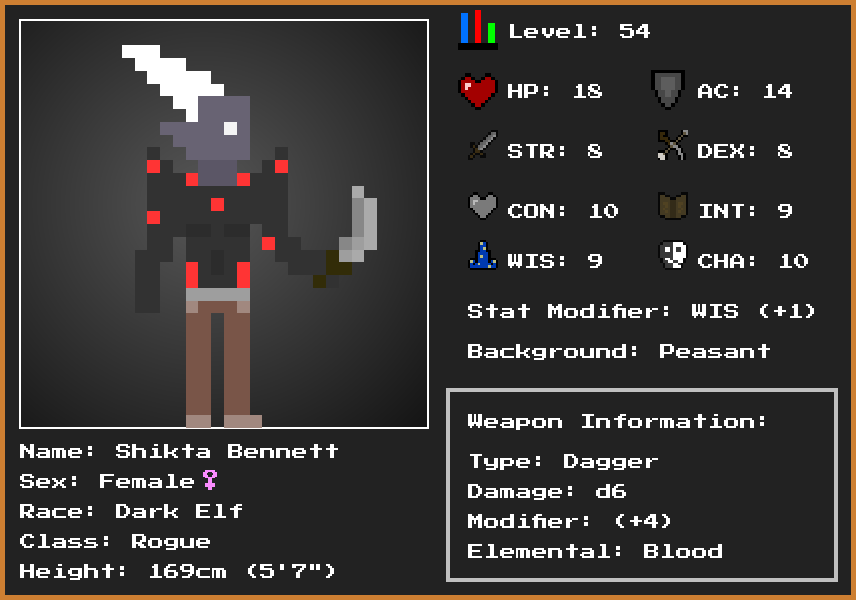 Level: 54
HP: 18 AC: 14
STR: 8 DEX: 8
CON: 10 INT: 9
WIS: 9 CHA: 10
Stat Modifier: WIS (+1)
Background: Peasant
Weapon Information:
Type: Dagger
Damage: d6
Modifier: (+4)
Elemental: Blood
Name: Shikta Bennett
Sex: Female♀
Race: Dark Elf
Class: Rogue
Height: 169cm (5'7")